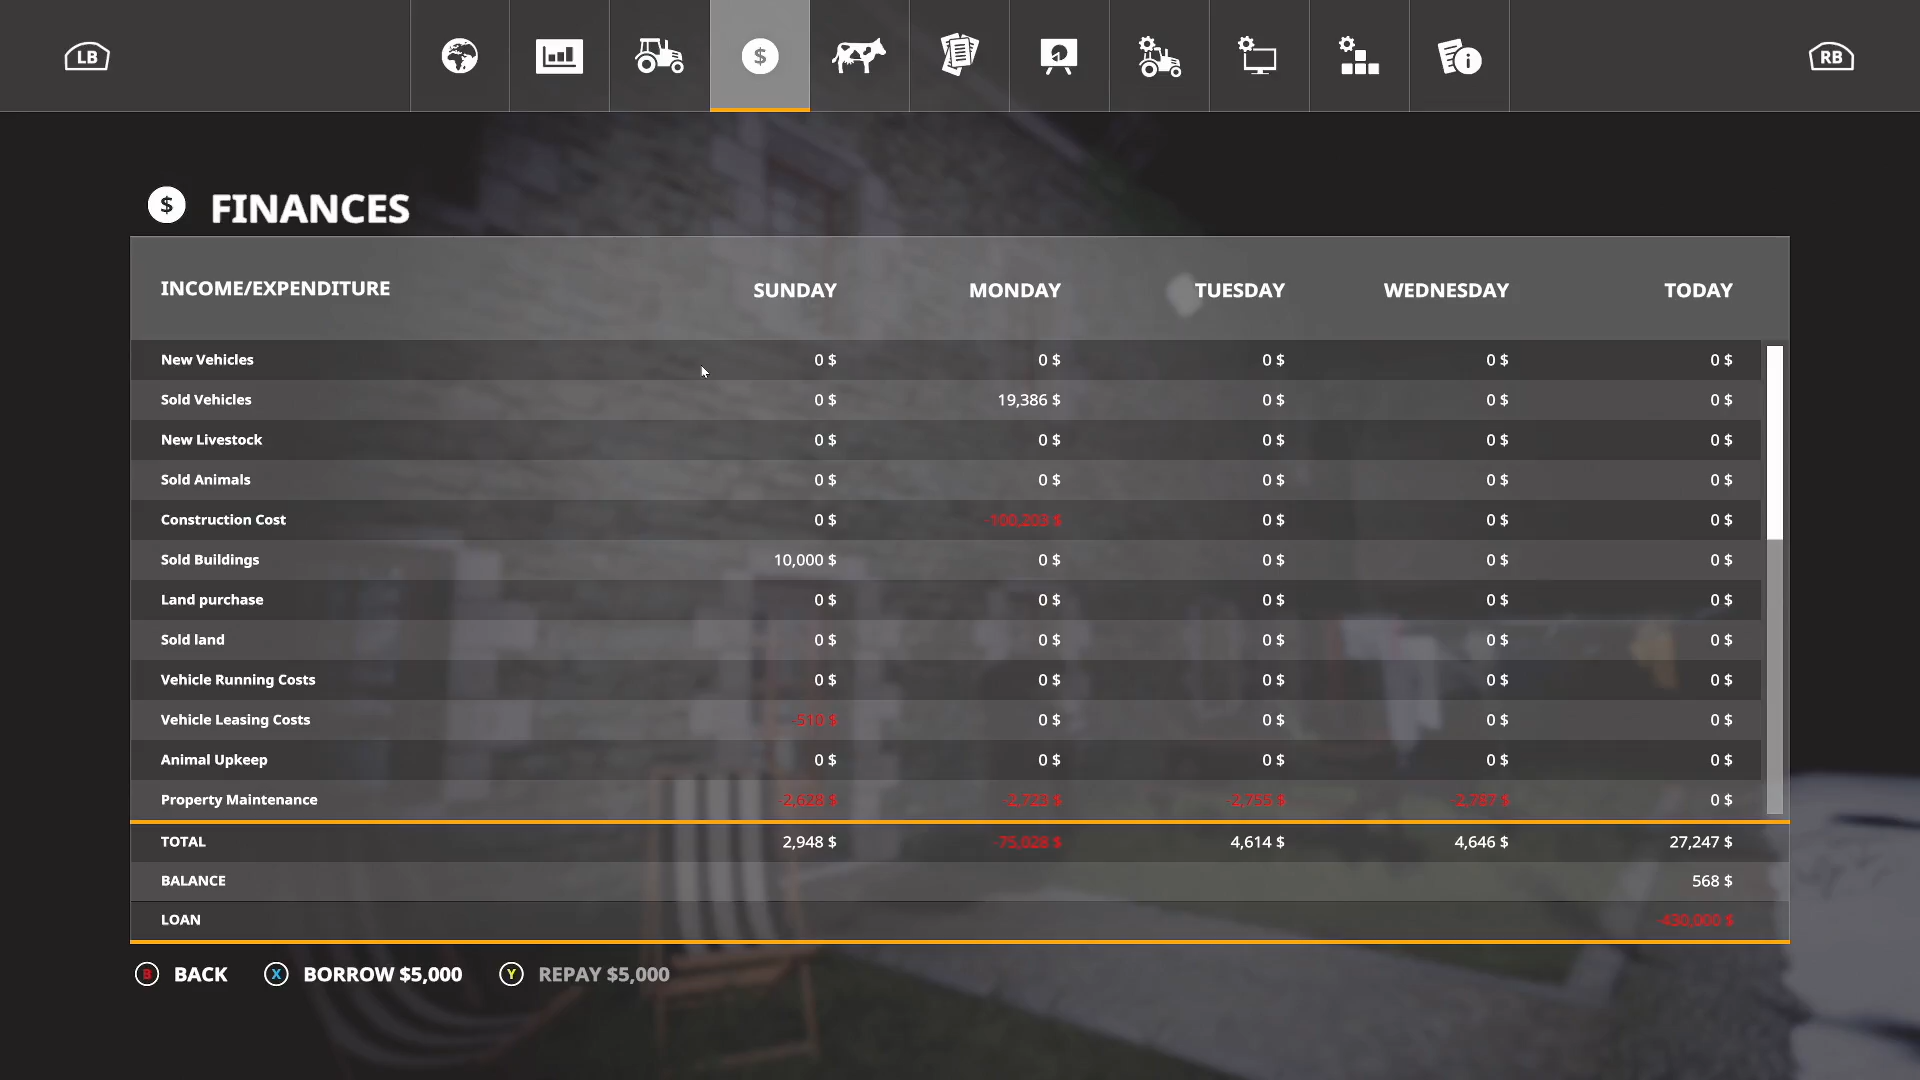 LB
$
RB
$ FINANCES
INCOME/EXPENDITURE SUNDAY MONDAY TUESDAY WEDNESDAY TODAY
New Vehicles 0 $ 0 $ 0 $ 0 $ 0 $
Sold Vehicles 0 $ 19,386 $ 0 $ 0 $ 0 $
New Livestock 0 $ 0 $ 0 $ 0 $ 0 $
Sold Animals 0 $ 0 $ 0 $ 0 $ 0 $
Construction Cost 0 $ -100,203 $ 0 $ 0 $ 0 $
Sold Buildings 10,000 $ 0 $ 0 $ 0 $ 0 $
Land purchase 0 $ 0 $ 0 $ 0 $ 0 $
Sold land 0 $ 0 $ 0 $ 0 $ 0 $
Vehicle Running Costs 0 $ 0 $ 0 $ 0 $ 0 $
Vehicle Leasing Costs -510 $ 0 $ 0 $ 0 $ 0 $
Animal Upkeep 0 $ 0 $ 0 $ 0 $ 0 $
Property Maintenance -2,628 $ -2,723 $ -2,755 $ -2,787 $ 0 $
TOTAL 2,948 $ -75,028 $ 4,614 $ 4,646 $ 27,247 $
BALANCE 568 $
LOAN -430,000 $
B BACK X BORROW $5,000 Y REPAY $5,000